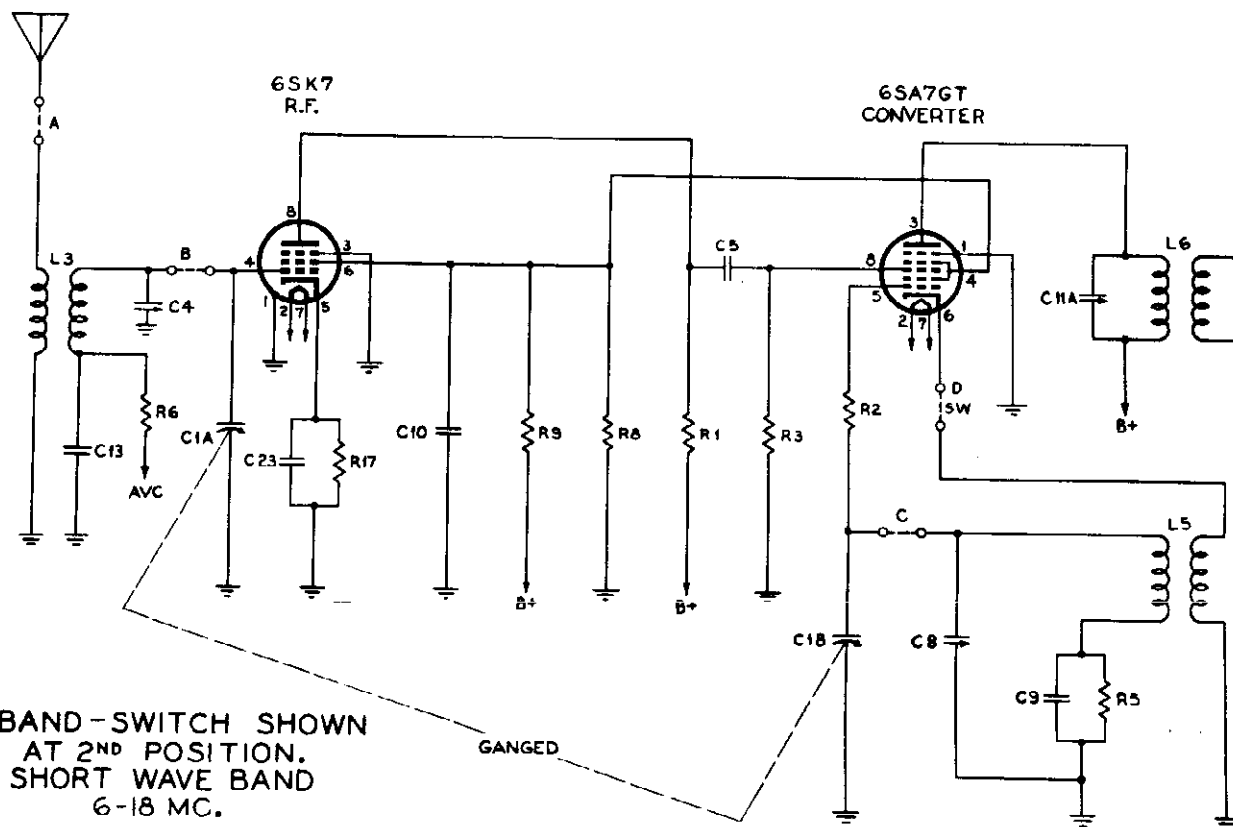 6SK7
R.F.
6SA7GT
CONVERTER
A
8
3
L3
B
4
3
6
C5
8
1
L6
C4
1
2
7
5
5
4
C11A
2
7
6
R6
C1A
D
SW
R2
B+
C13
C23
R17
C10
R9
R8
R1
R3
AVC
C
L5
B+
B+
C1B
C8
C9
R5
BAND-SWITCH SHOWN
AT 2ND POSITION.
SHORT WAVE BAND
6-18 MC.
GANGED